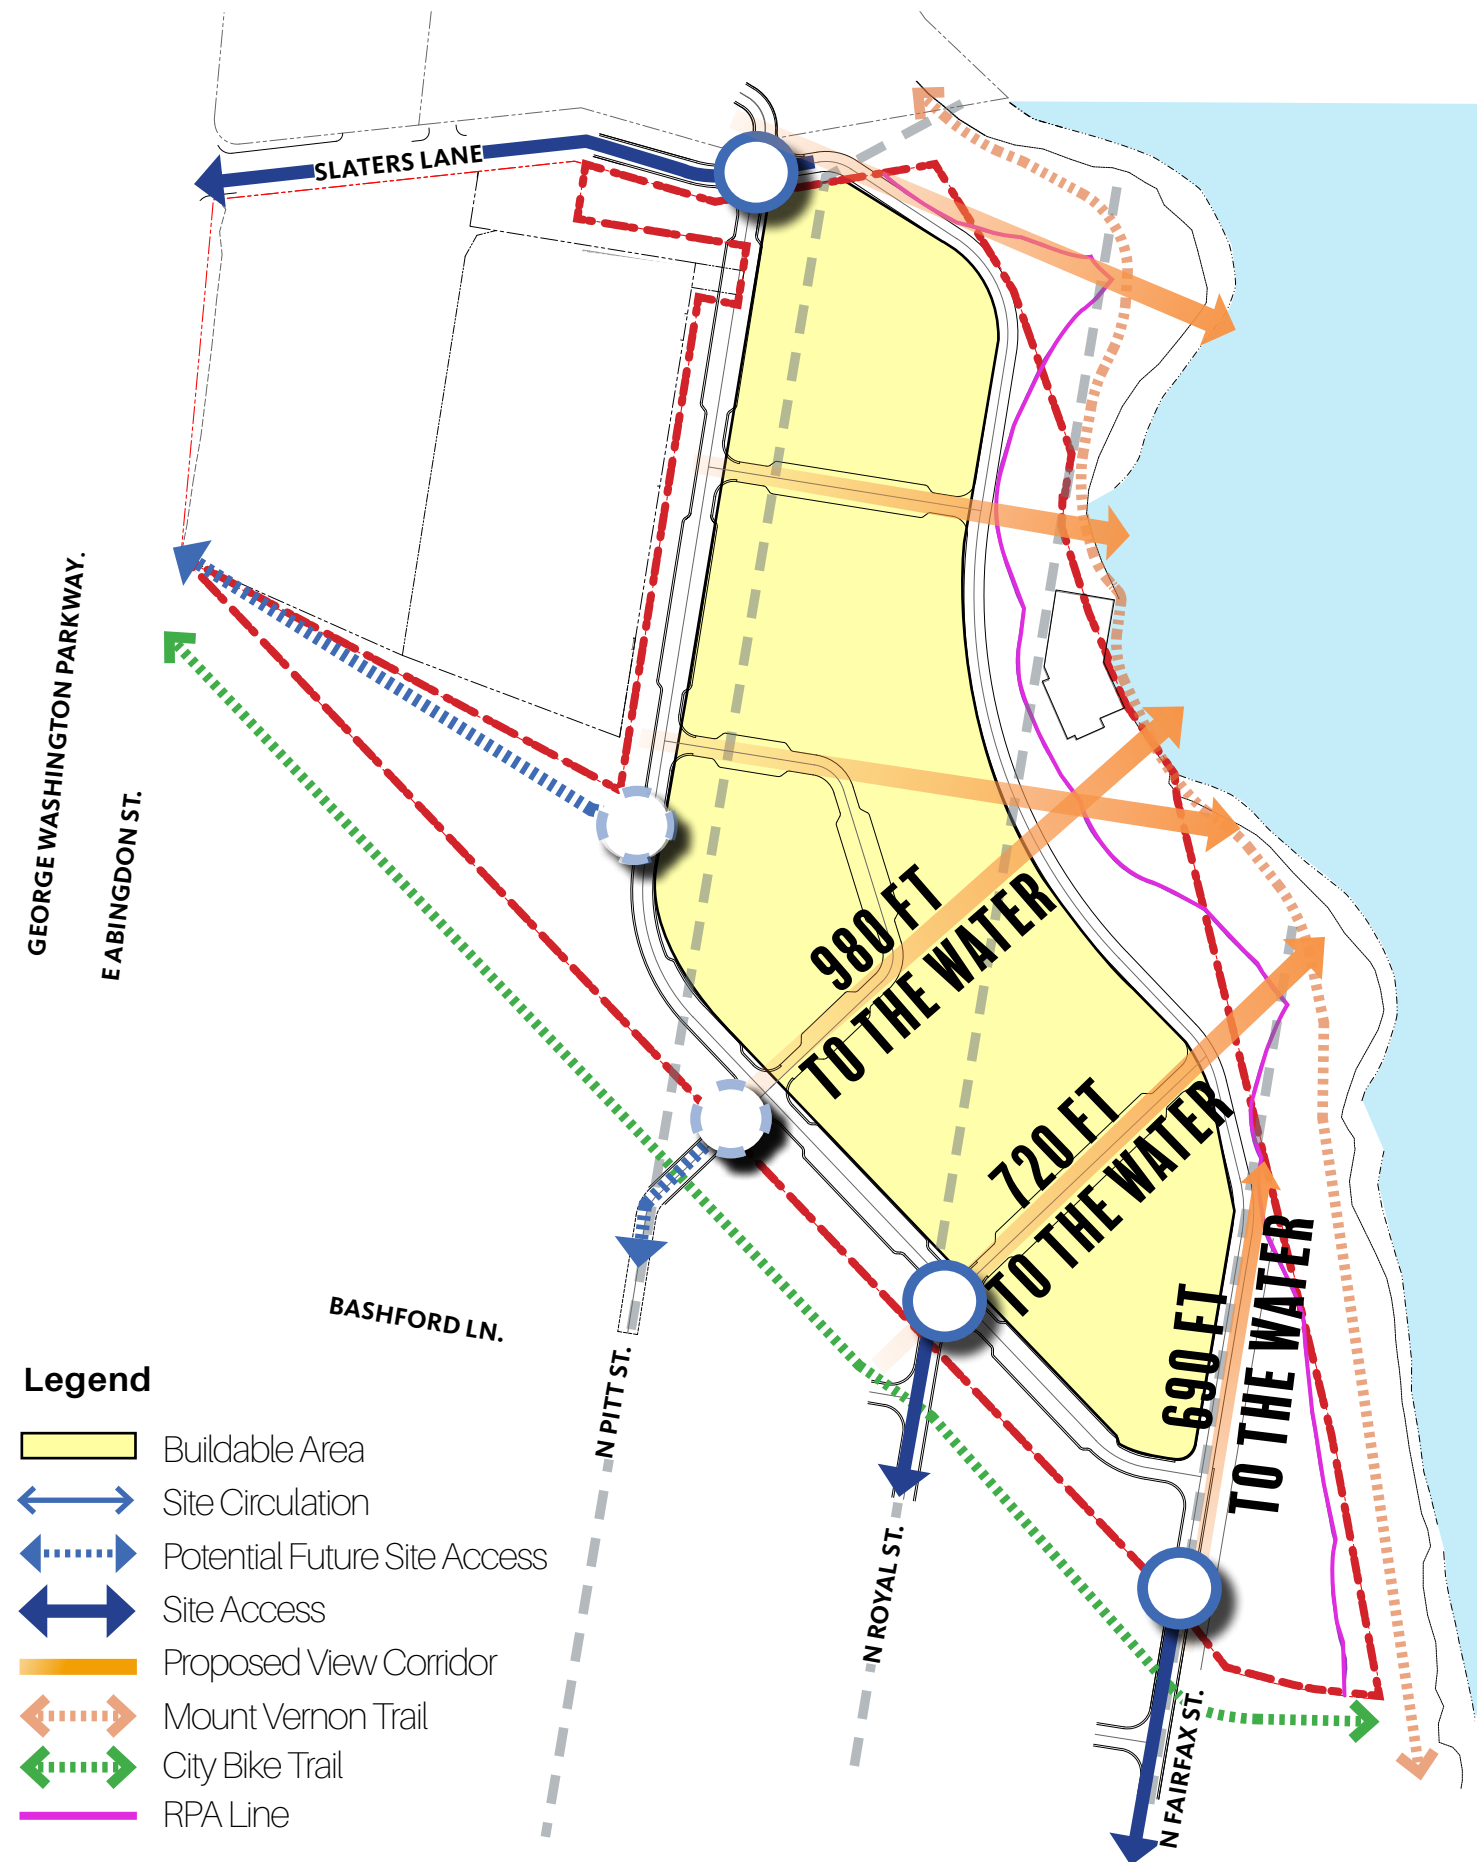 SLATERS LANE
GEORGE WASHINGTON PARKWAY.
E ABINGDON ST.
980 FT
TO THE WATER
720 FT
TO THE WATER
690 FT
TO THE WATER
BASHFORD LN.
N PITT ST.
N ROYAL ST.
N FAIRFAX ST.
Legend
Buildable Area
Site Circulation
Potential Future Site Access
Site Access
Proposed View Corridor
Mount Vernon Trail
City Bike Trail
RPA Line